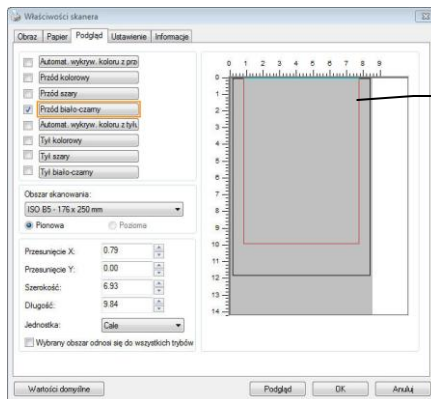 Właściwości skanera
Obraz Papier Podgląd Ustawienie Informacje
Automat. wykryw. koloru z prz
Przód kolorowy
Przód szary
Przód biało-czarny
Automat. wykryw. koloru z tyłu
Tył kolorowy
Tył szary
Tył biało-czarny
Obszar skanowania:
ISO B5 - 176 x 250 mm
Pionowa Pozioma
Przesunięcie X: 0.79
Przesunięcie Y: 0.00
Szerokość: 6.93
Długość: 9.84
Jednostka: Cale
Wybrany obszar odnosi się do wszystkich trybów
0 1 2 3 4 5 6 7 8 9
0
1
2
3
4
5
6
7
8
9
10
11
12
13
14
Wartości domyślne Podgląd OK Anuluj